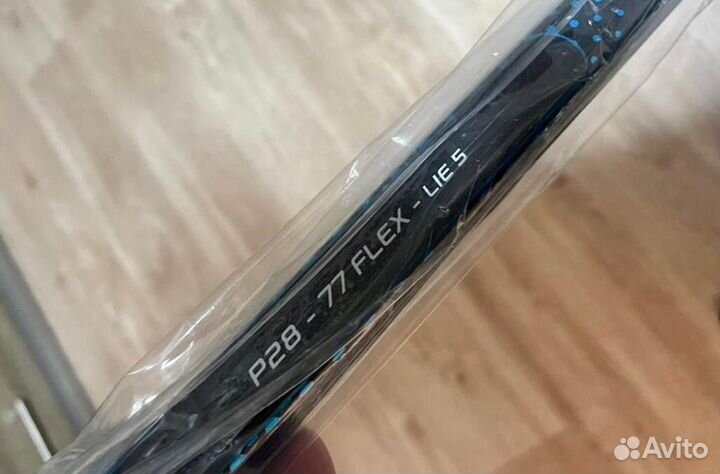 P28 - 77 FLEX - LIE 5
Avito